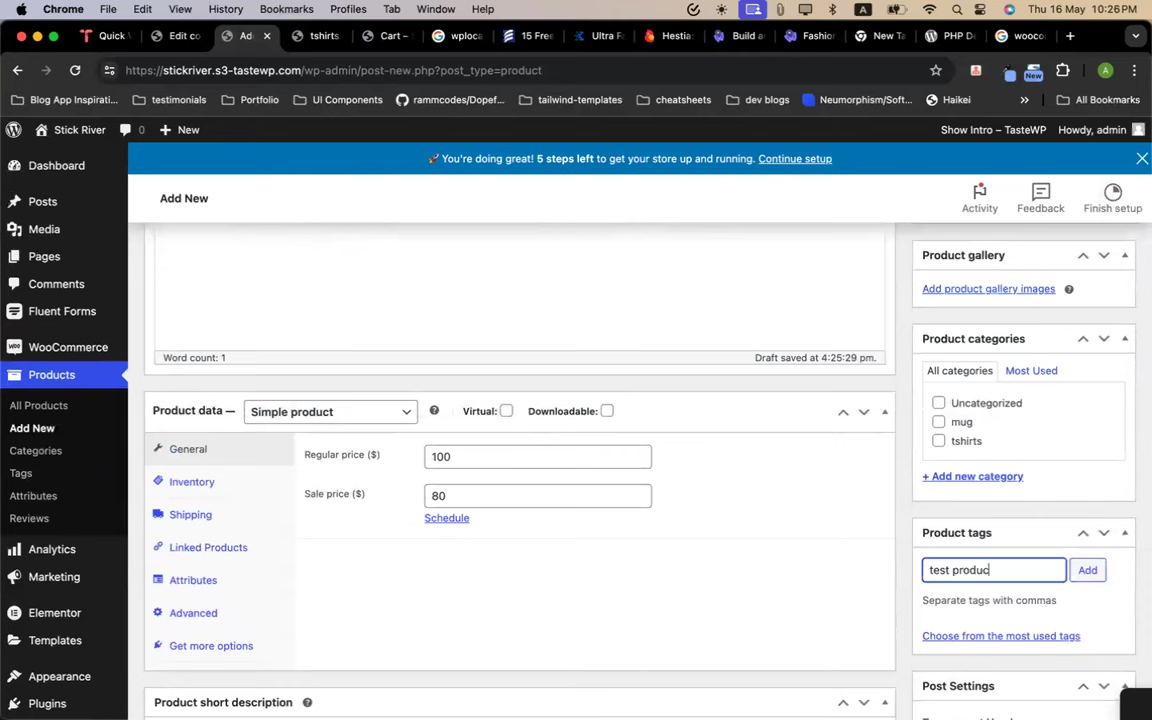 Chrome File Edit View History Bookmarks Profiles Tab Window Help A Thu 16 May 10:26 PM
Quick \ Edit co Ad tshirts Cart – wploca 15 Free Ultra F Hestia: Build a Fashion New Ta PHP D wooco
https://stickriver.s3-tastewp.com/wp-admin/post-new.php?post_type=product New A
Blog App Inspirati... testimonials Portfolio UI Components rammcodes/Dopef... tailwind-templates cheatsheets dev blogs Neumorphism/Soft... Haikei » All Bookmarks
Stick River 0 New Show Intro – TasteWP Howdy, admin
🚀 You're doing great! 5 steps left to get your store up and running. Continue setup
Add New
Activity Feedback Finish setup
Dashboard
Posts
Media
Pages
Comments
Fluent Forms
WooCommerce
Products
All Products
Add New
Categories
Tags
Attributes
Reviews
Analytics
Marketing
Elementor
Templates
Appearance
Plugins
Word count: 1 Draft saved at 4:25:29 pm.
Product data — Simple product Virtual: Downloadable:
General
Inventory
Shipping
Linked Products
Attributes
Advanced
Get more options
Regular price ($) 100
Sale price ($) 80
Schedule
Product short description
Product gallery
Add product gallery images
Product categories
All categories Most Used
Uncategorized
mug
tshirts
+ Add new category
Product tags
test produc Add
Separate tags with commas
Choose from the most used tags
Post Settings